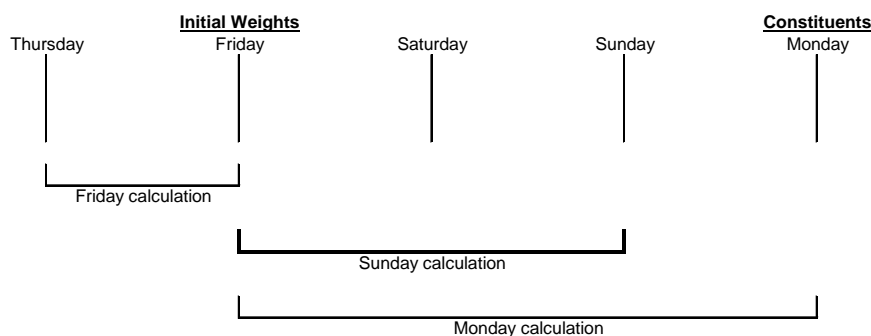 Initial Weights Constituents
Thursday Friday Saturday Sunday Monday
Friday calculation
Sunday calculation
Monday calculation